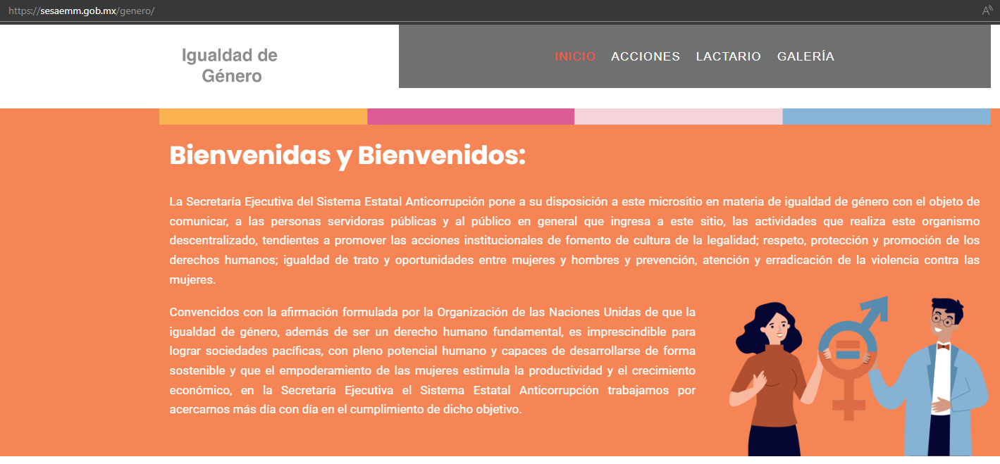 https://sesaemm.gob.mx/genero/
Igualdad de
Género
INICIO ACCIONES LACTARIO GALERÍA
Bienvenidas y Bienvenidos:
La Secretaría Ejecutiva del Sistema Estatal Anticorrupción pone a su disposición a este micrositio en materia de igualdad de género con el objeto de
comunicar, a las personas servidoras públicas y al público en general que ingresa a este sitio, las actividades que realiza este organismo
descentralizado, tendientes a promover las acciones institucionales de fomento de cultura de la legalidad; respeto, protección y promoción de los
derechos humanos; igualdad de trato y oportunidades entre mujeres y hombres y prevención, atención y erradicación de la violencia contra las
mujeres.
Convencidos con la afirmación formulada por la Organización de las Naciones Unidas de que la
igualdad de género, además de ser un derecho humano fundamental, es imprescindible para
lograr sociedades pacíficas, con pleno potencial humano y capaces de desarrollarse de forma
sostenible y que el empoderamiento de las mujeres estimula la productividad y el crecimiento
económico, en la Secretaría Ejecutiva el Sistema Estatal Anticorrupción trabajamos por
acercarnos más día con día en el cumplimiento de dicho objetivo.